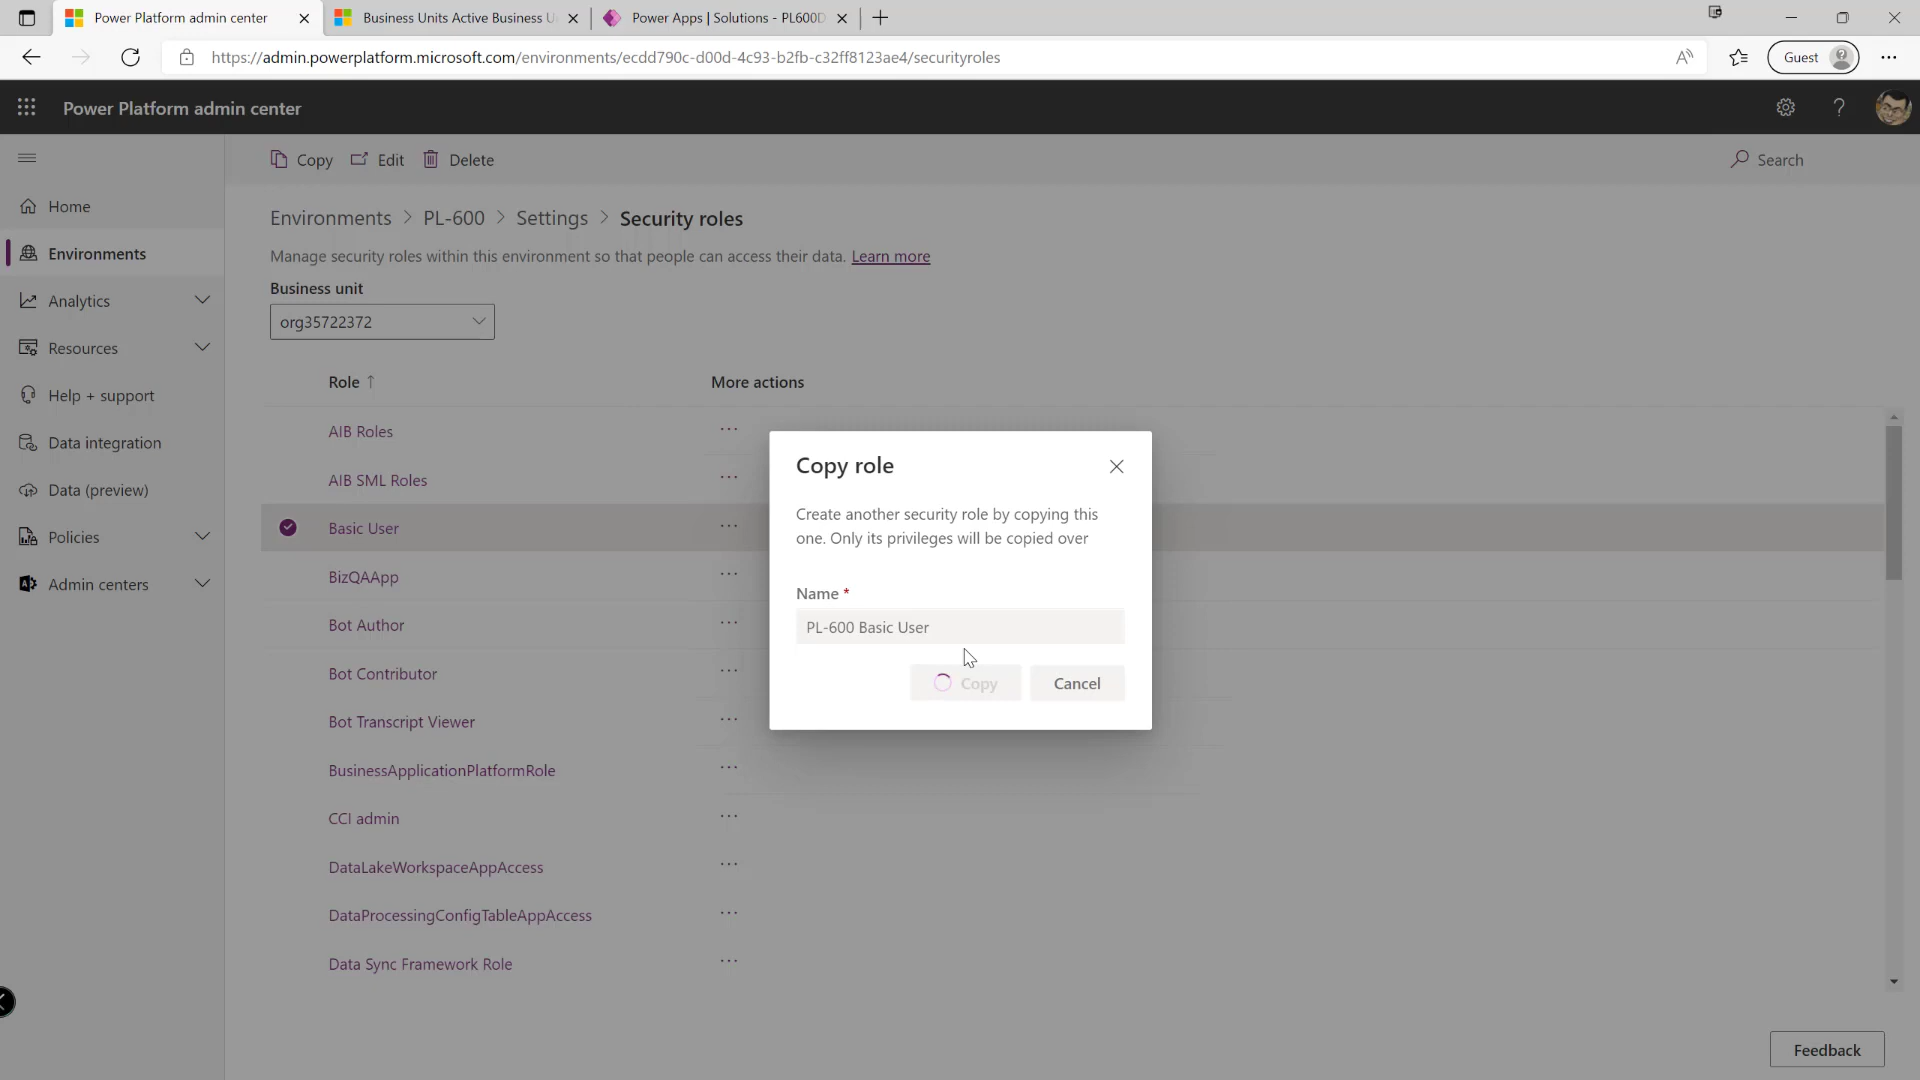 Power Platform admin center
Business Units Active Business U
Power Apps | Solutions - PL600D
https://admin.powerplatform.microsoft.com/environments/ecdd790c-d00d-4c93-b2fb-c32ff8123ae4/securityroles
Guest
Power Platform admin center
Copy
Edit
Delete
Search
Home
Environments
Analytics
Resources
Help + support
Data integration
Data (preview)
Policies
Admin centers
Environments > PL-600 > Settings > Security roles
Manage security roles within this environment so that people can access their data. Learn more
Business unit
org35722372
Role ↑
More actions
AIB Roles
AIB SML Roles
Basic User
BizQAApp
Bot Author
Bot Contributor
Bot Transcript Viewer
BusinessApplicationPlatformRole
CCI admin
DataLakeWorkspaceAppAccess
DataProcessingConfigTableAppAccess
Data Sync Framework Role
Copy role
Create another security role by copying this
one. Only its privileges will be copied over
Name *
PL-600 Basic User
Copy
Cancel
Feedback